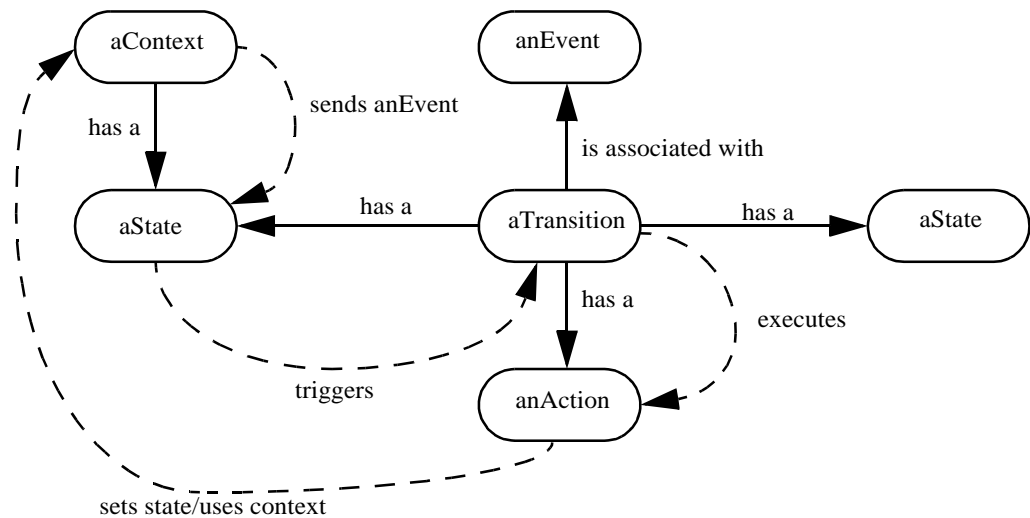 aContext
anEvent
sends anEvent
has a
is associated with
aState
has a
aTransition
has a
aState
has a
executes
triggers
anAction
sets state/uses context